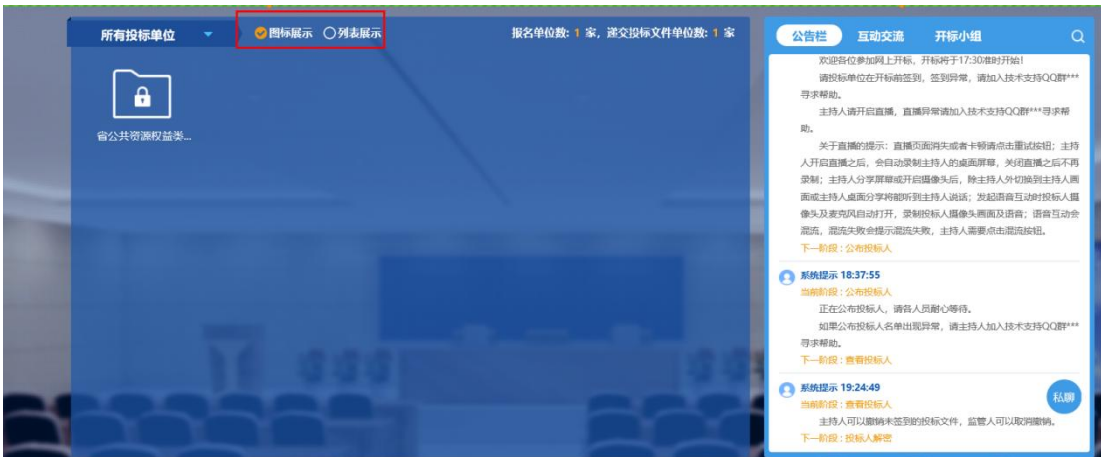 所有投标单位
图标展示 列表展示
报名单位数: 1 家，递交投标文件单位数: 1 家
省公共资源权益类...
公告栏 互动交流 开标小组
欢迎各位参加网上开标，开标将于17:30准时开始！
请投标单位在开标前签到，签到异常，请加入技术支持QQ群***
寻求帮助。
主持人请开启直播，直播异常请加入技术支持QQ群***寻求帮
助。
关于直播的提示：直播页面消失或者卡顿请点击重试按钮；主持
人开启直播之后，会自动录制主持人的桌面屏幕，关闭直播之后不再
录制；主持人分享屏幕或开启摄像头后，除主持人外切换到主持人画
面或主持人桌面分享将能听到主持人说话；发起语音互动时投标人摄
像头及麦克风自动打开，录制投标人摄像头画面及语音；语音互动会
混流，混流失败会提示混流失败，主持人需要点击混流按钮。
下一阶段：公布投标人
系统提示 18:37:55
当前阶段：公布投标人
正在公布投标人，请各人员耐心等待。
如果公布投标人名单出现异常，请主持人加入技术支持QQ群***
寻求帮助。
下一阶段：查看投标人
系统提示 19:24:49
当前阶段：查看投标人
主持人可以撤销未签到的投标文件，监管人可以取消撤销。
下一阶段：投标人解密
私聊